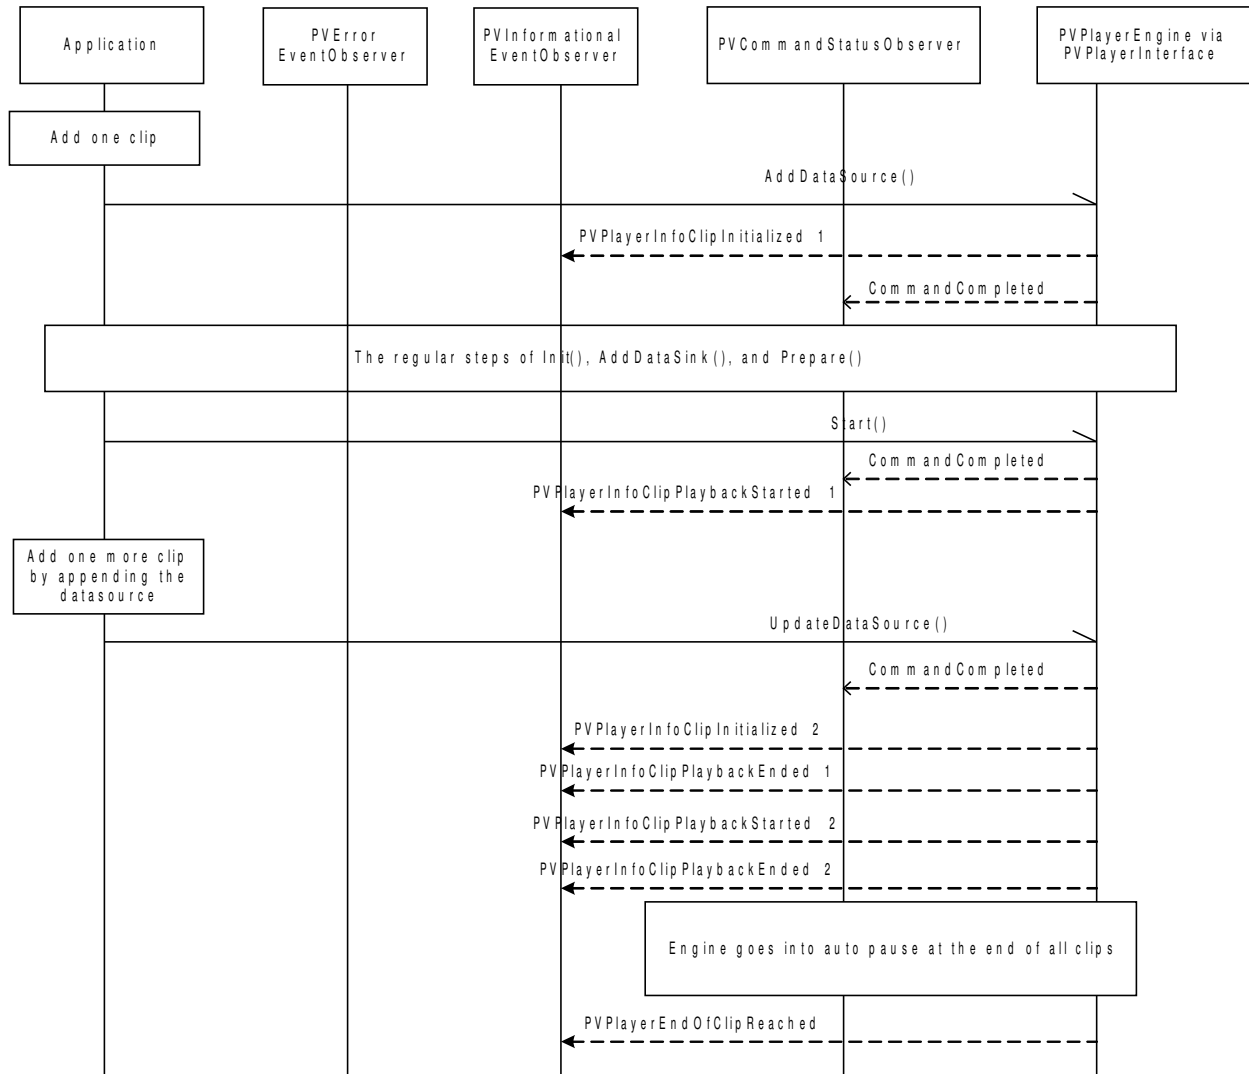 Application
PVError
EventObserver
PVInformational
EventObserver
PVCommandStatusObserver
PVPlayerEngine via
PVPlayerInterface
Add one clip
AddDataSource()
PVPlayerInfoClipInitialized 1
CommandCompleted
The regular steps of Init(), AddDataSink(), and Prepare()
Start()
CommandCompleted
PVPlayerInfoClipPlaybackStarted 1
Add one more clip
by appending the
datasource
UpdateDataSource()
CommandCompleted
PVPlayerInfoClipInitialized 2
PVPlayerInfoClipPlaybackEnded 1
PVPlayerInfoClipPlaybackStarted 2
PVPlayerInfoClipPlaybackEnded 2
Engine goes into auto pause at the end of all clips
PVPlayerEndOfClipReached